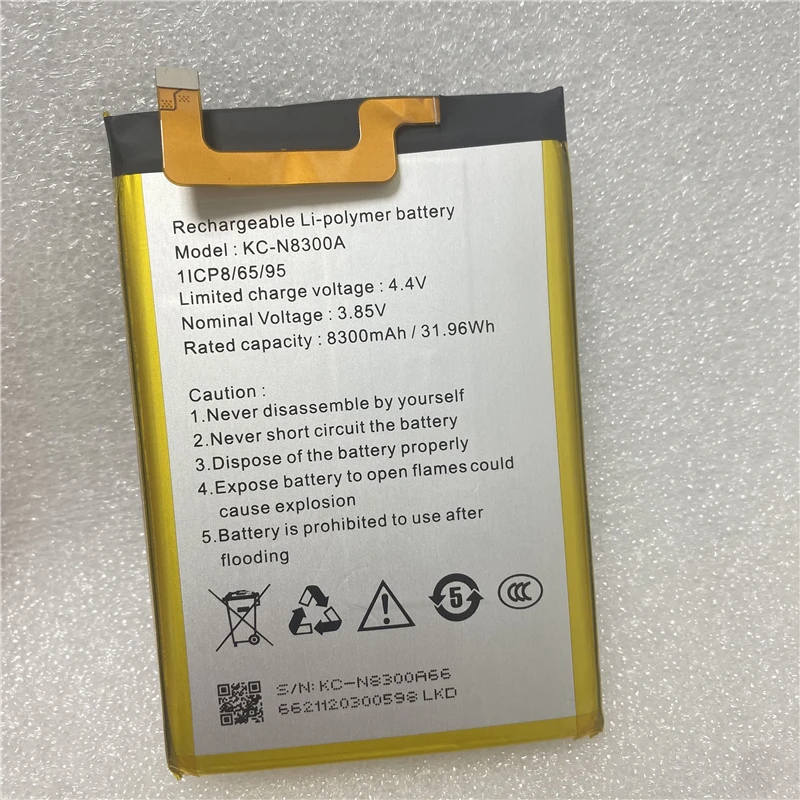 Rechargeable Li-polymer battery
Model : KC-N8300A
1ICP8/65/95
Limited charge voltage : 4.4V
Nominal Voltage : 3.85V
Rated capacity : 8300mAh / 31.96Wh
Caution :
1.Never disassemble by yourself
2.Never short circuit the battery
3.Dispose of the battery properly
4.Expose battery to open flames could
cause explosion
5.Battery is prohibited to use after
flooding
5
CCC
S/N: KC-N8300A66
6621120300598 LKD